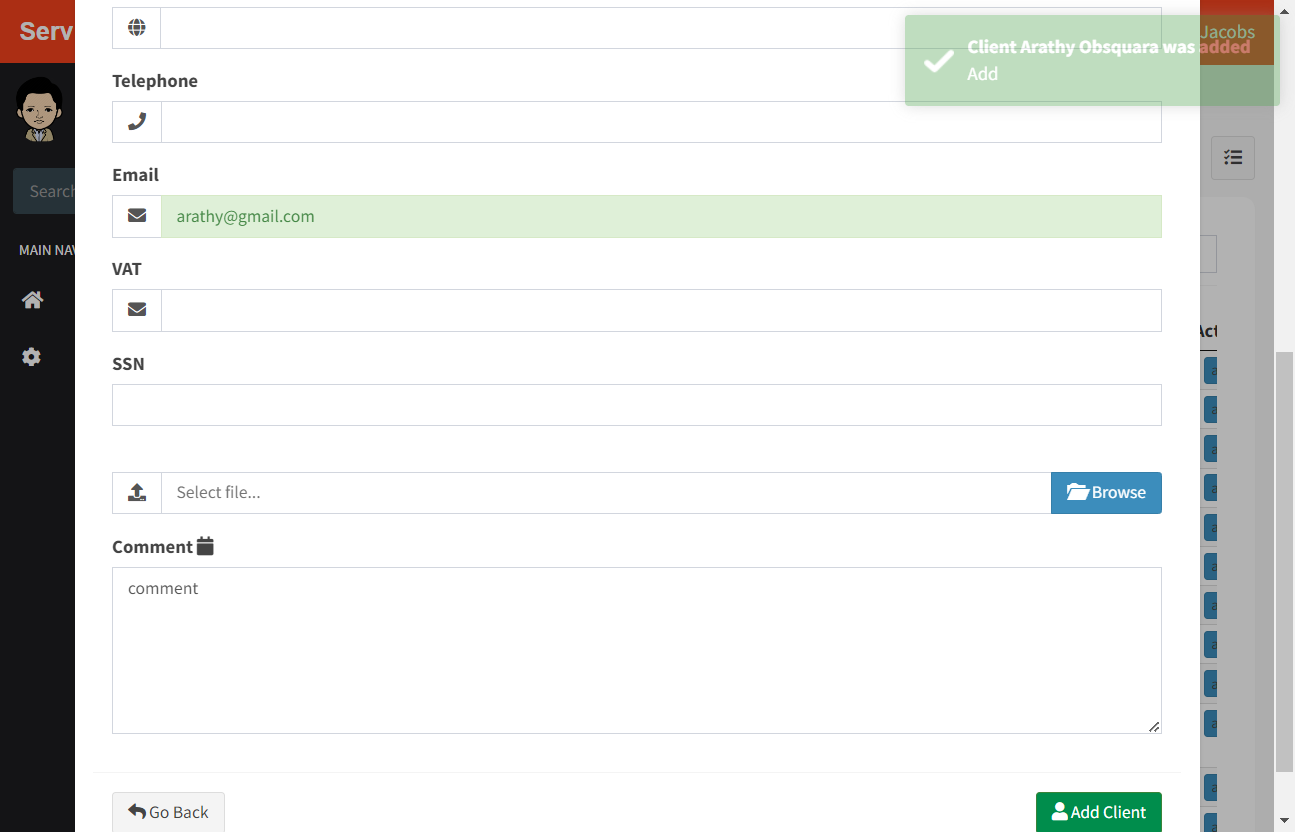 Serv
Jacobs
Client Arathy Obsquara was added
Add
Telephone
Search
Email
arathy@gmail.com
MAIN NAV
VAT
Act
SSN
Select file...
Browse
Comment
comment
Go Back
Add Client